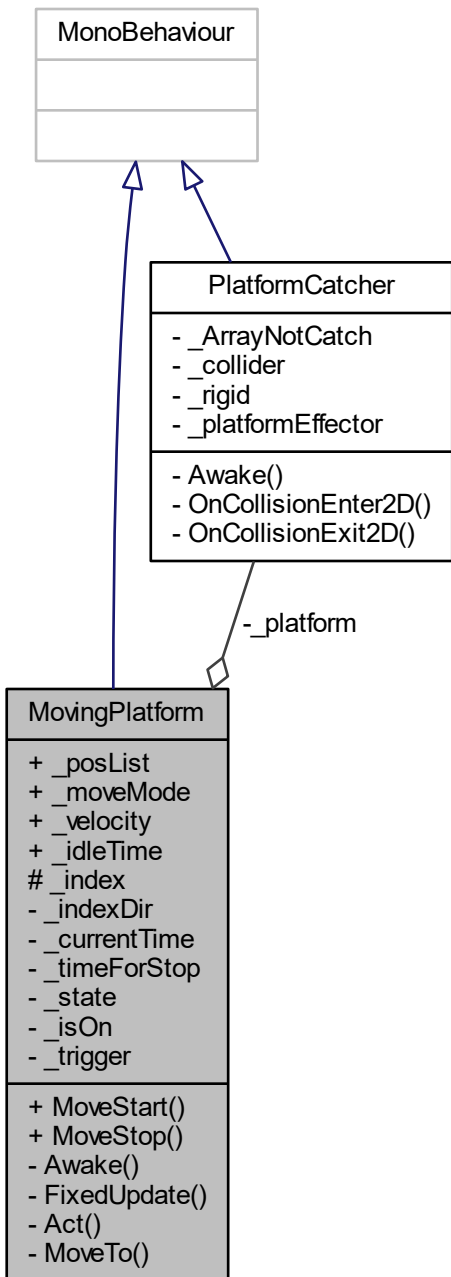 MonoBehaviour
PlatformCatcher
- _ArrayNotCatch
- _collider
- _rigid
- _platformEffector
- Awake()
- OnCollisionEnter2D()
- OnCollisionExit2D()
-_platform
MovingPlatform
+ _posList
+ _moveMode
+ _velocity
+ _idleTime
# _index
- _indexDir
- _currentTime
- _timeForStop
- _state
- _isOn
- _trigger
+ MoveStart()
+ MoveStop()
- Awake()
- FixedUpdate()
- Act()
- MoveTo()